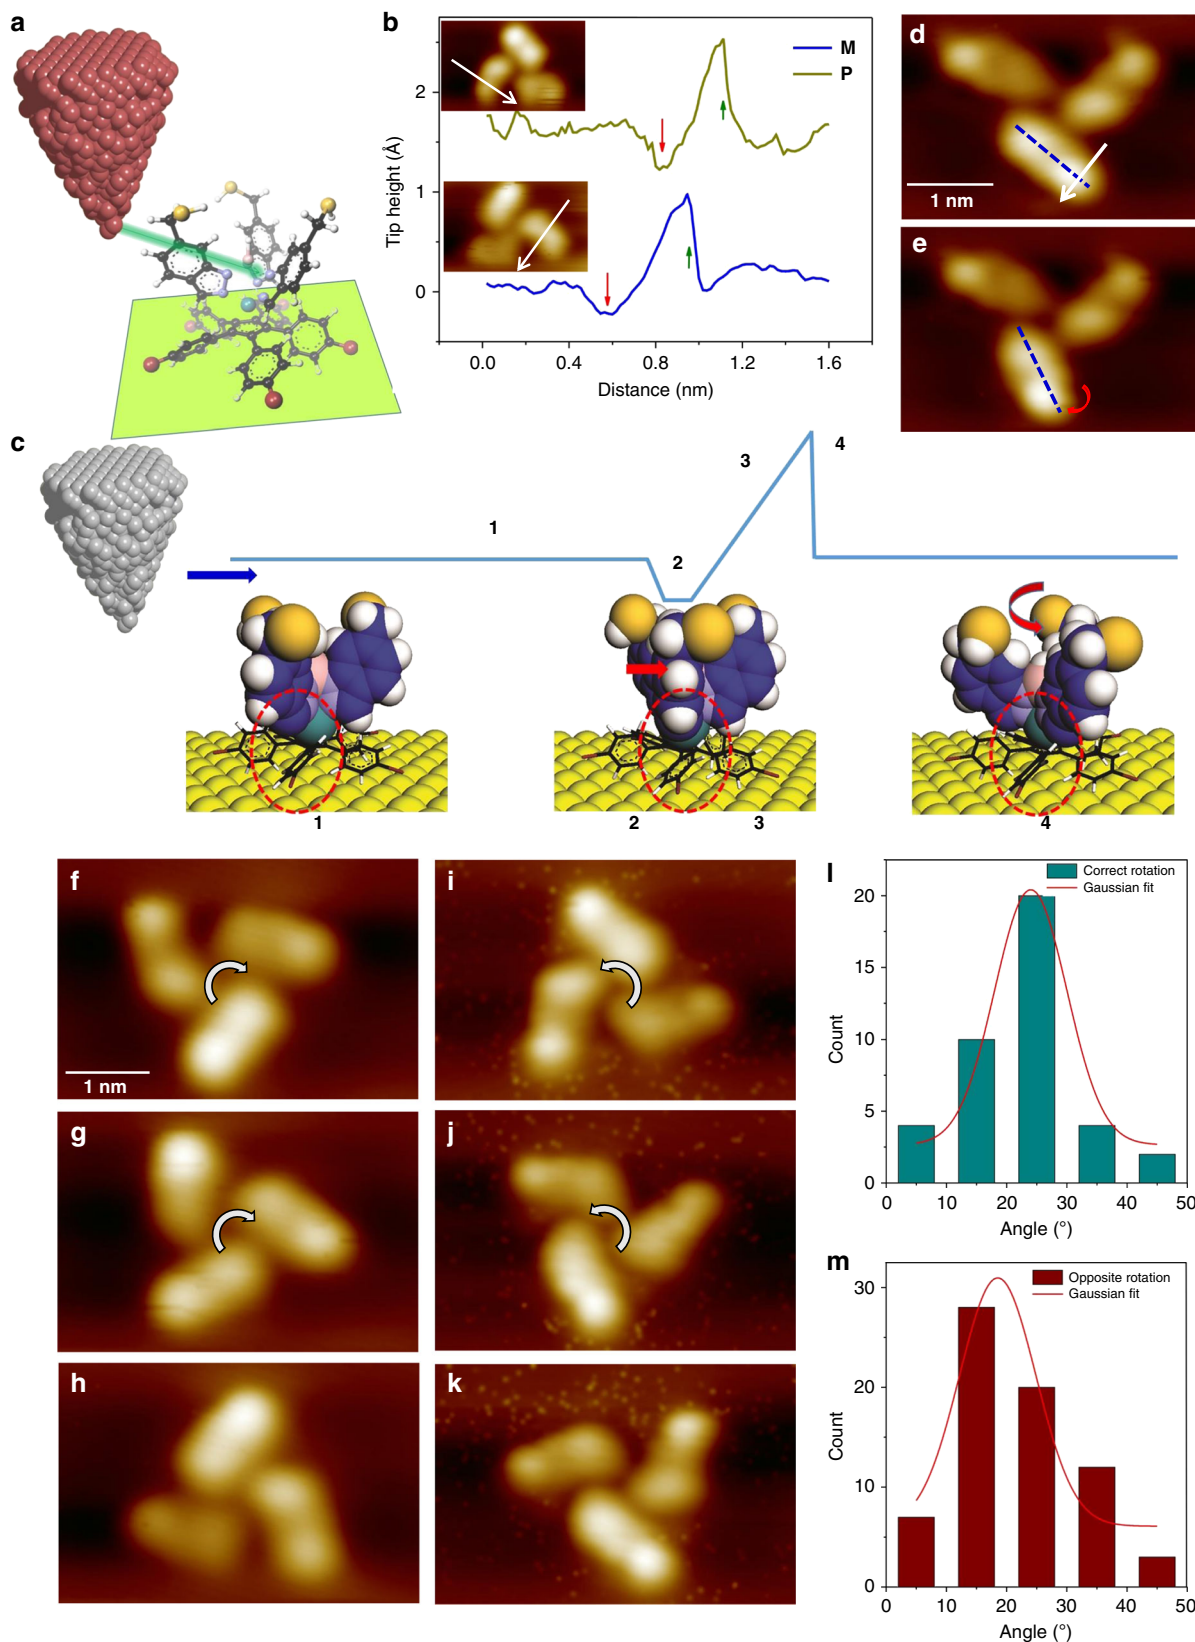 a
b
M
P
2
1
0
Tip height (Å)
0.0 0.4 0.8 1.2 1.6
Distance (nm)
d
1 nm
e
c
1
2
3
4
1
2 3
4
f
1 nm
g
h
i
j
k
l
Correct rotation
Gaussian fit
20
15
10
5
0
Count
0 10 20 30 40 50
Angle (°)
m
Opposite rotation
Gaussian fit
30
20
10
0
Count
0 10 20 30 40 50
Angle (°)